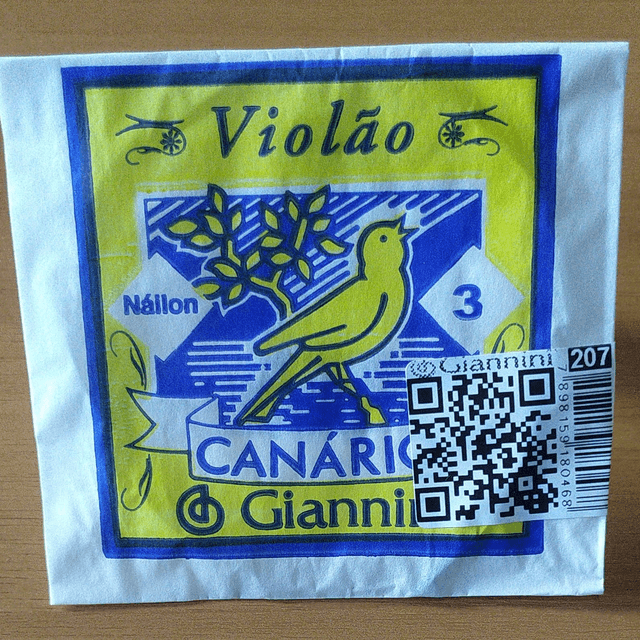 Violão
Náilon
3
CANÁRIO
Giannini
Giannini
207
7898159180468